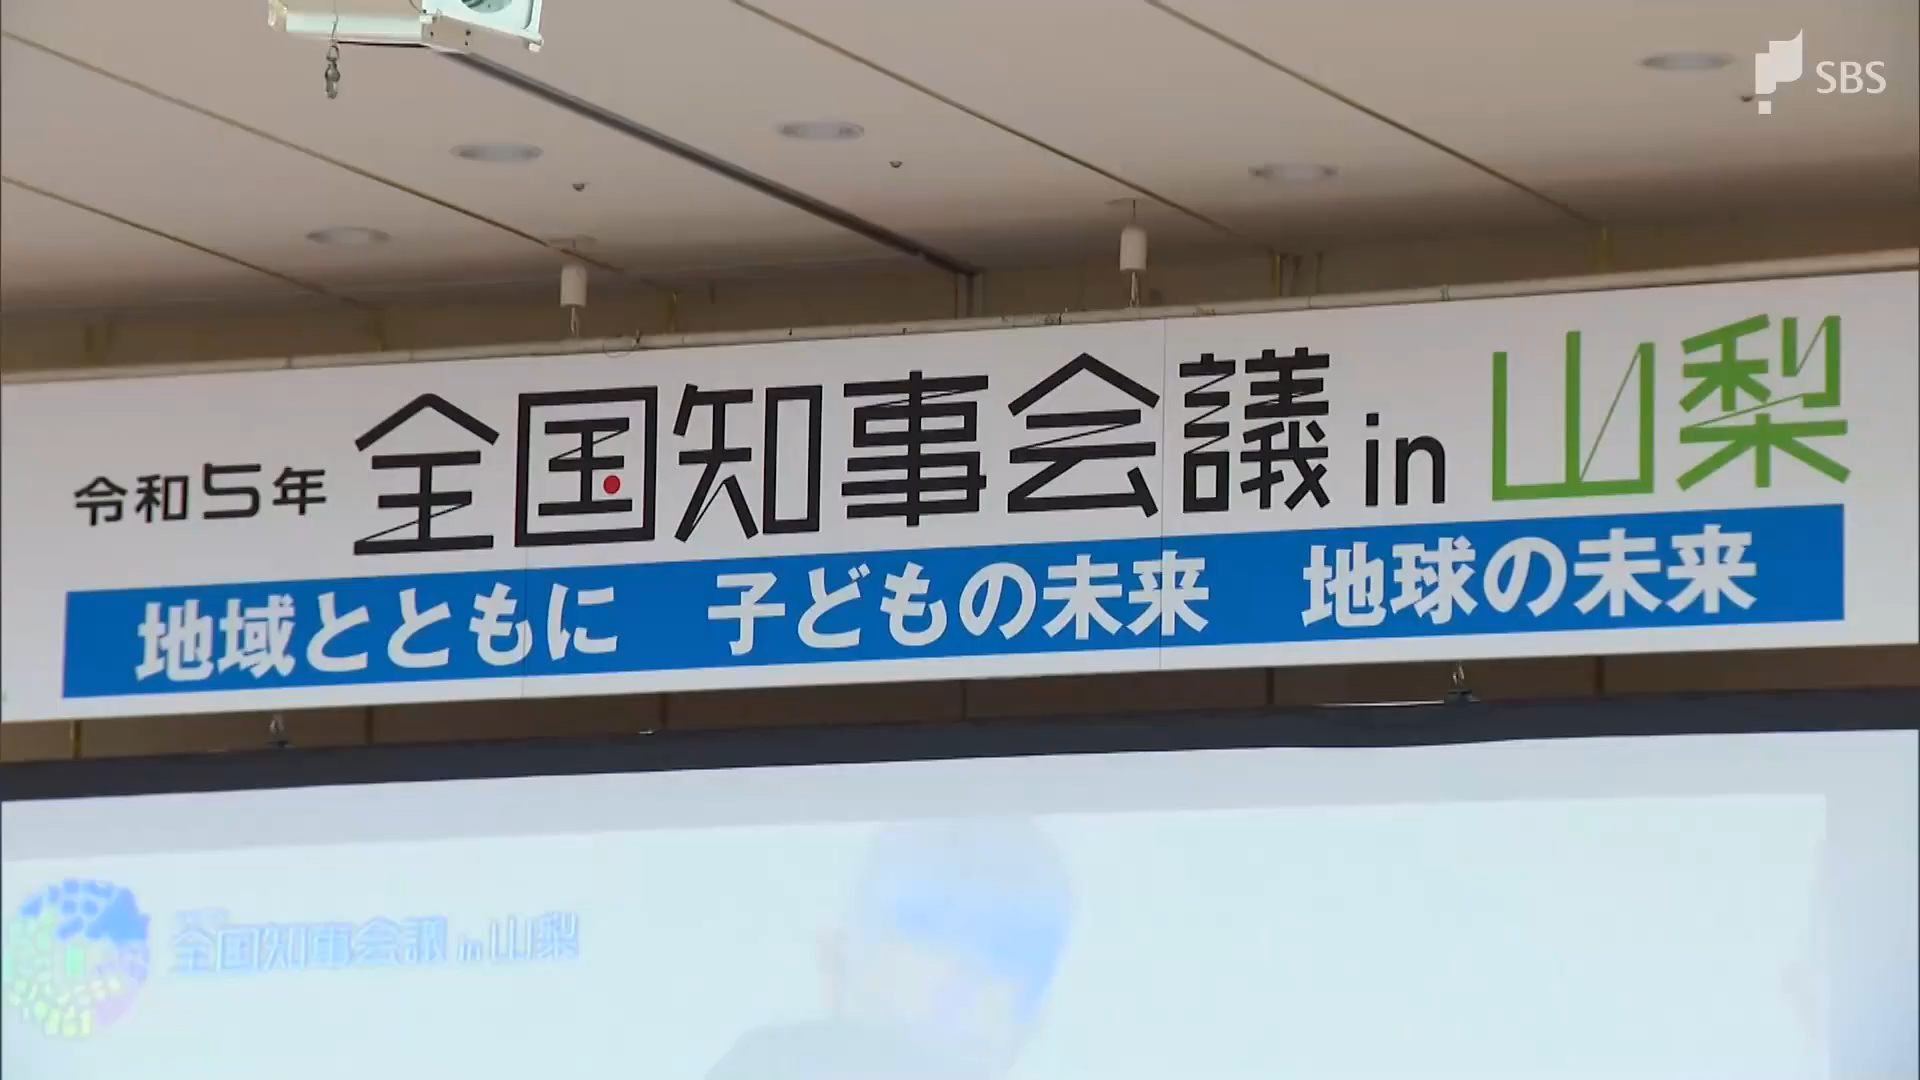 SBS
令和5年 全国知事会議 in 山梨
地域とともに 子どもの未来 地球の未来
全国知事会議 in 山梨